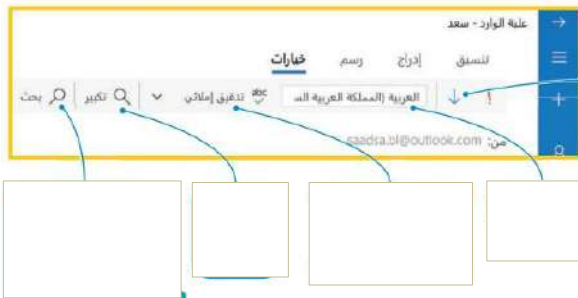 علبة الوارد - سعد
تنسيق إدراج رسم خيارات
! ↓ العربية (المملكة العربية الس abc تدقيق إملائي تكبير بحث
من: saadsa.bl@outlook.com